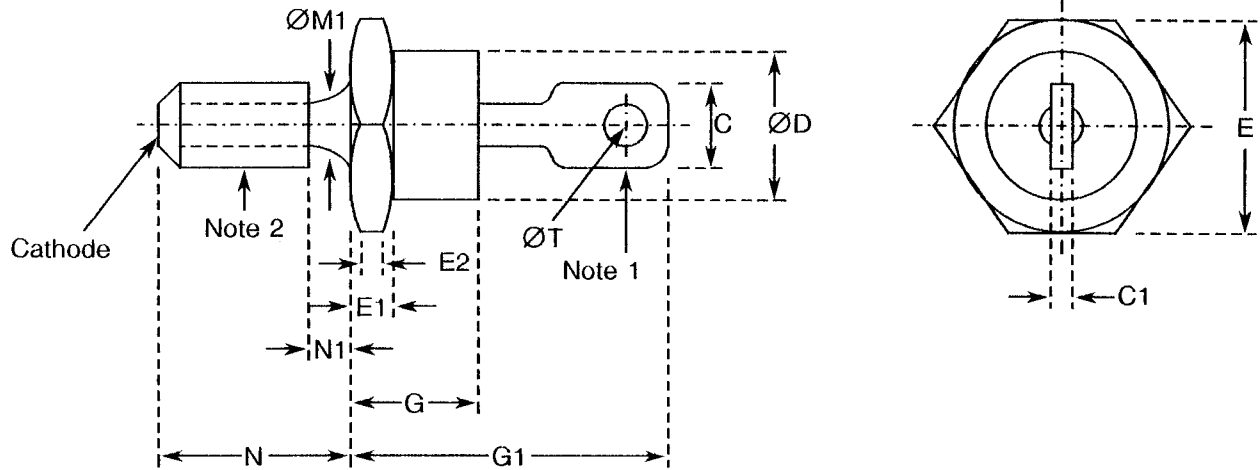 ØM1
C
ØD
E
Note 2
Cathode
ØT
Note 1
E2
E1
C1
N1
G
N
G1